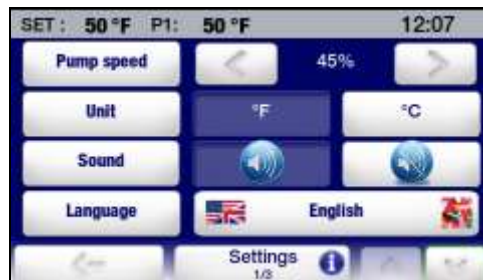 SET: 50 °F P1: 50 °F 12:07
Pump speed 45%
Unit °F °C
Sound
Language English
Settings
1/3